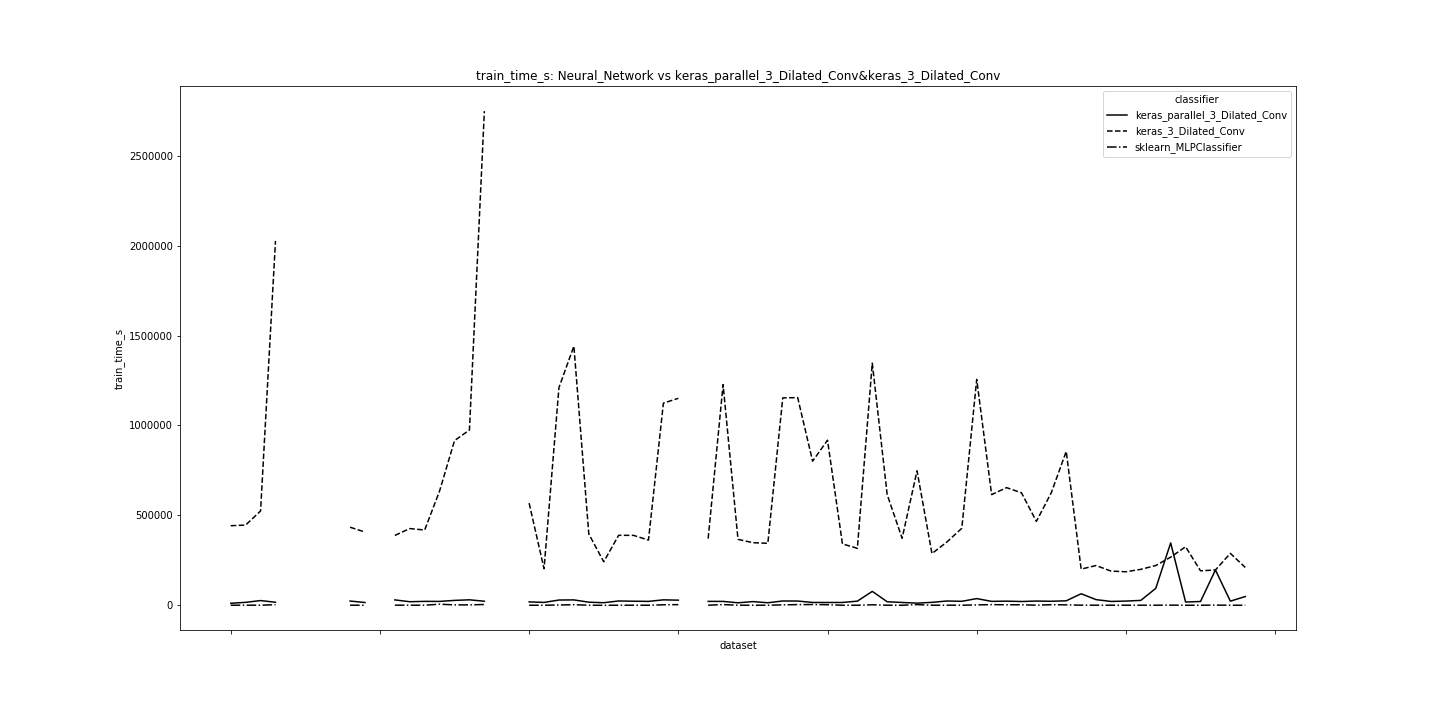 train_time_s: Neural_Network vs keras_parallel_3_Dilated_Conv&keras_3_Dilated_Conv
classifier
keras_parallel_3_Dilated_Conv
keras_3_Dilated_Conv
sklearn_MLPClassifier
2500000
2000000
1500000
1000000
500000
0
train_time_s
dataset